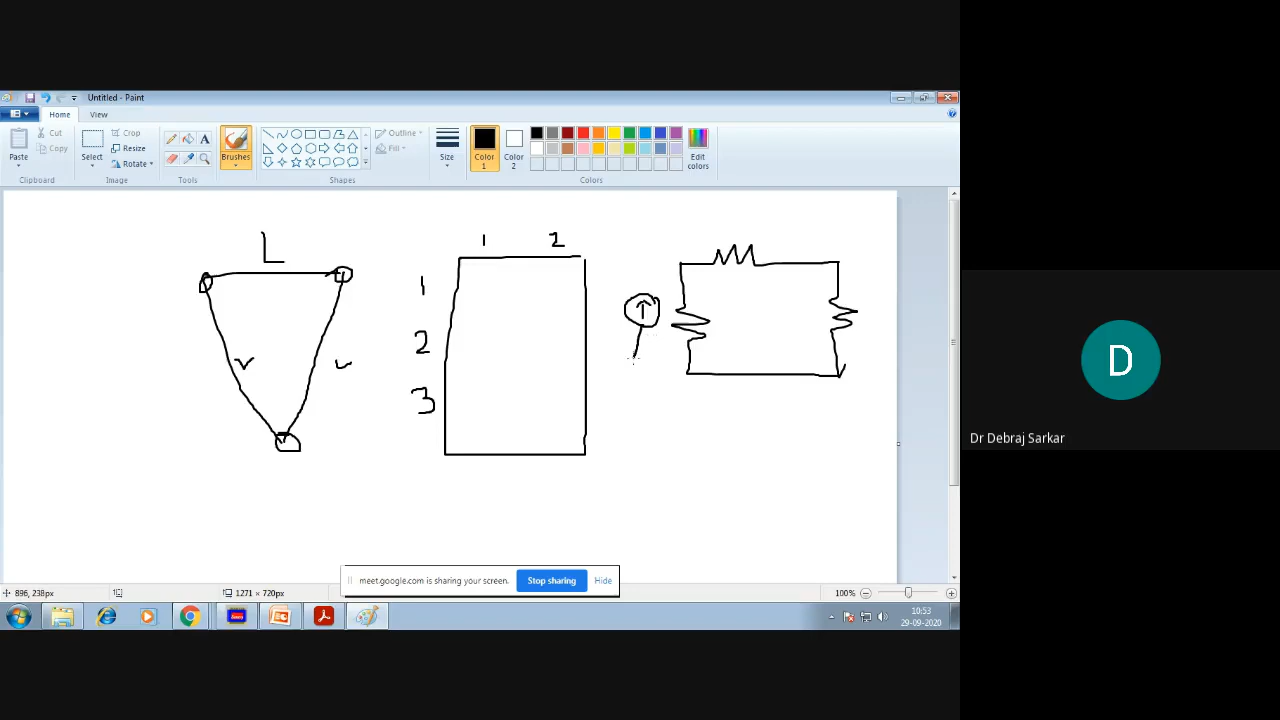 Untitled - Paint
Home
View
Paste
Cut
Copy
Clipboard
Select
Crop
Resize
Rotate
Image
A
Tools
Brushes
Outline
Fill
Shapes
Size
Color
1
Color
2
Edit
colors
Colors
L
1 2
1
2
3
meet.google.com is sharing your screen.
Stop sharing
Hide
896, 238px
1271 × 720px
100%
10:53
29-09-2020
D
Dr Debraj Sarkar